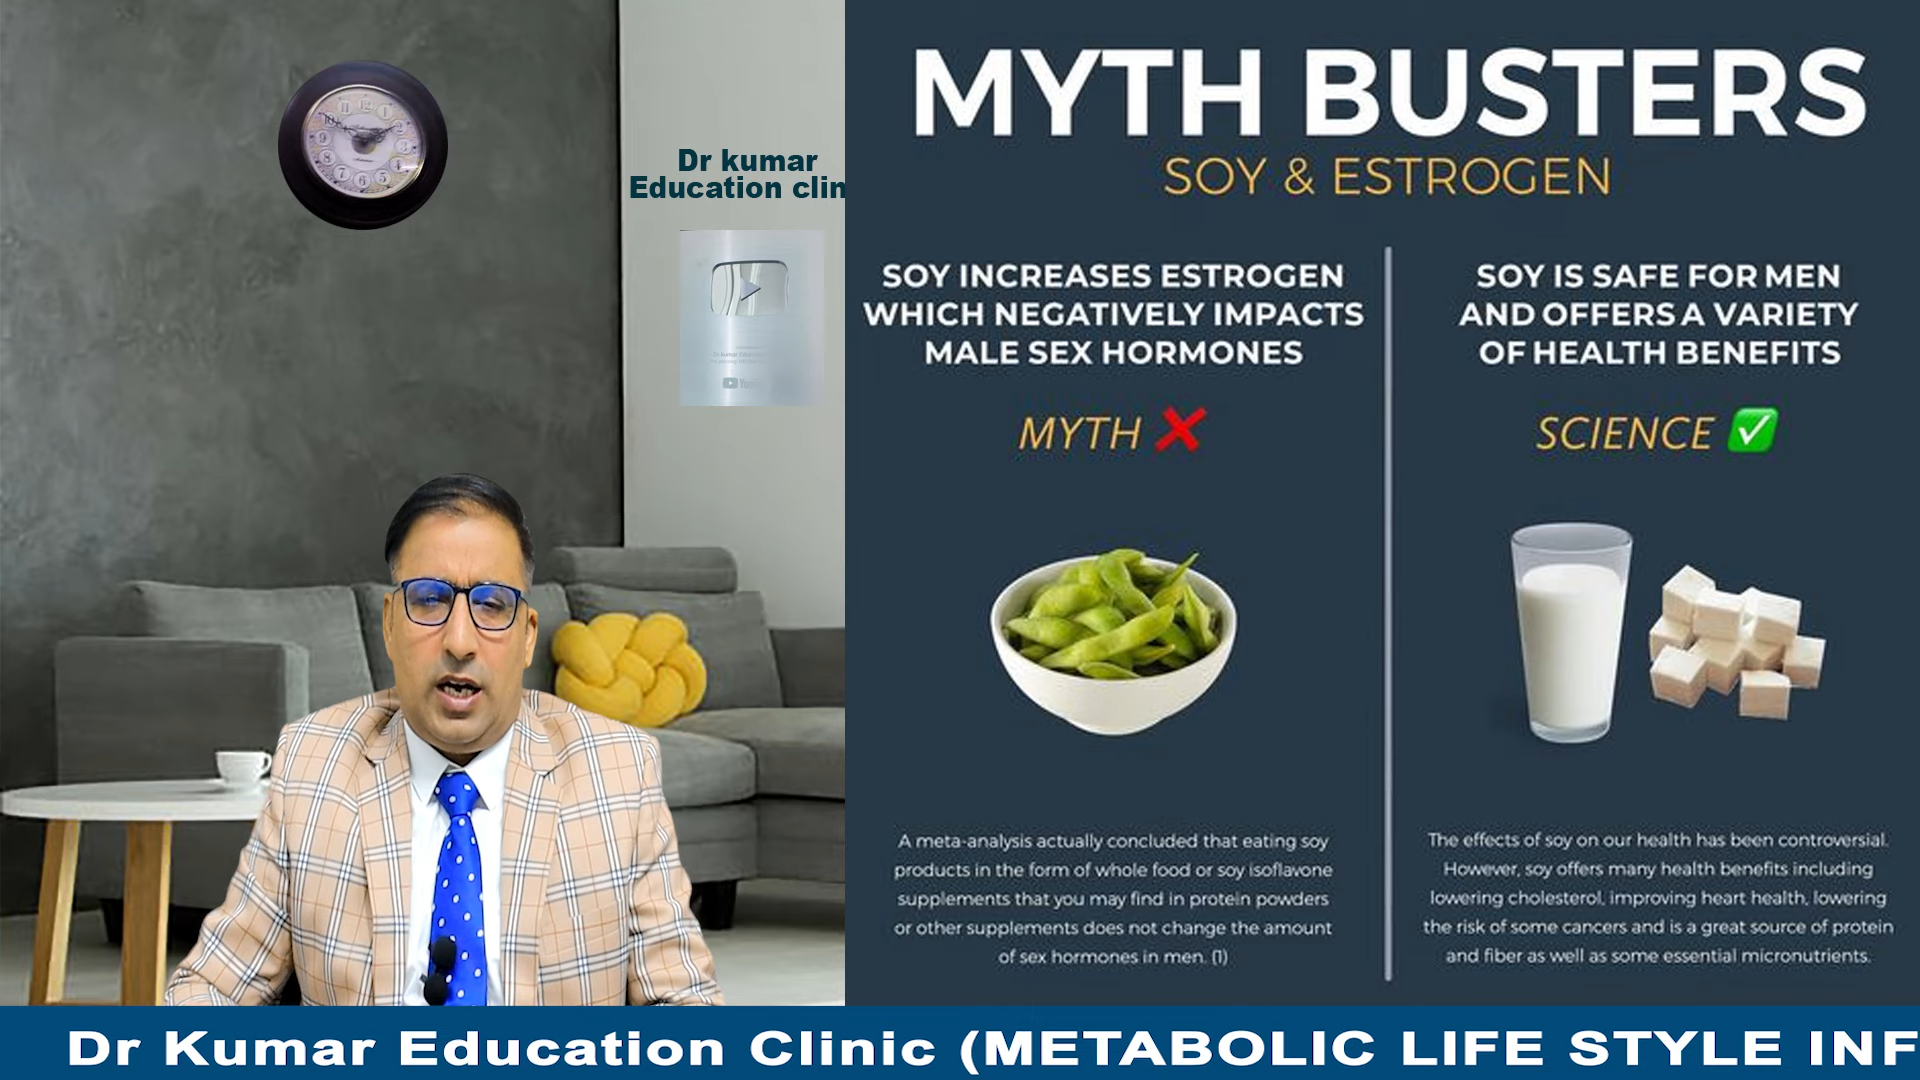 Dr kumar
Education clin
MYTH BUSTERS
SOY & ESTROGEN
SOY INCREASES ESTROGEN
WHICH NEGATIVELY IMPACTS
MALE SEX HORMONES
MYTH
A meta-analysis actually concluded that eating soy
products in the form of whole food or soy isoflavone
supplements that you may find in protein powders
or other supplements does not change the amount
of sex hormones in men. (1)
SOY IS SAFE FOR MEN
AND OFFERS A VARIETY
OF HEALTH BENEFITS
SCIENCE
The effects of soy on our health has been controversial.
However, soy offers many health benefits including
lowering cholesterol, improving heart health, lowering
the risk of some cancers and is a great source of protein
and fiber as well as some essential micronutrients.
Dr Kumar Education Clinic (METABOLIC LIFE STYLE INF